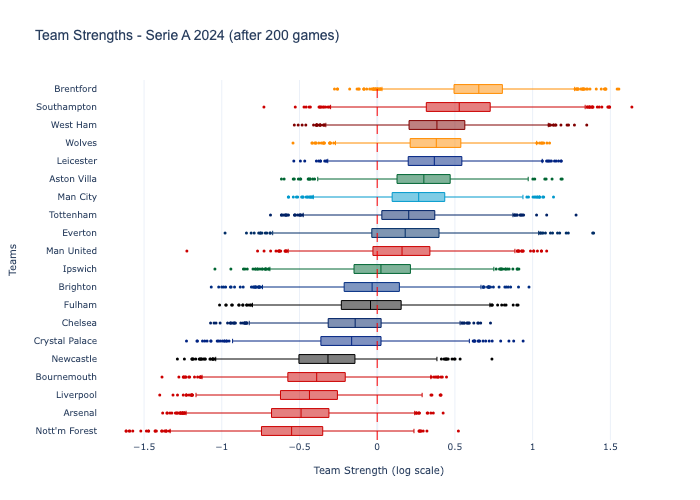 Team Strengths - Serie A 2024 (after 200 games)
Brentford
Southampton
West Ham
Wolves
Leicester
Aston Villa
Man City
Tottenham
Everton
Man United
Ipswich
Brighton
Fulham
Chelsea
Crystal Palace
Newcastle
Bournemouth
Liverpool
Arsenal
Nott'm Forest
Teams
−1.5 −1 −0.5 0 0.5 1 1.5
Team Strength (log scale)